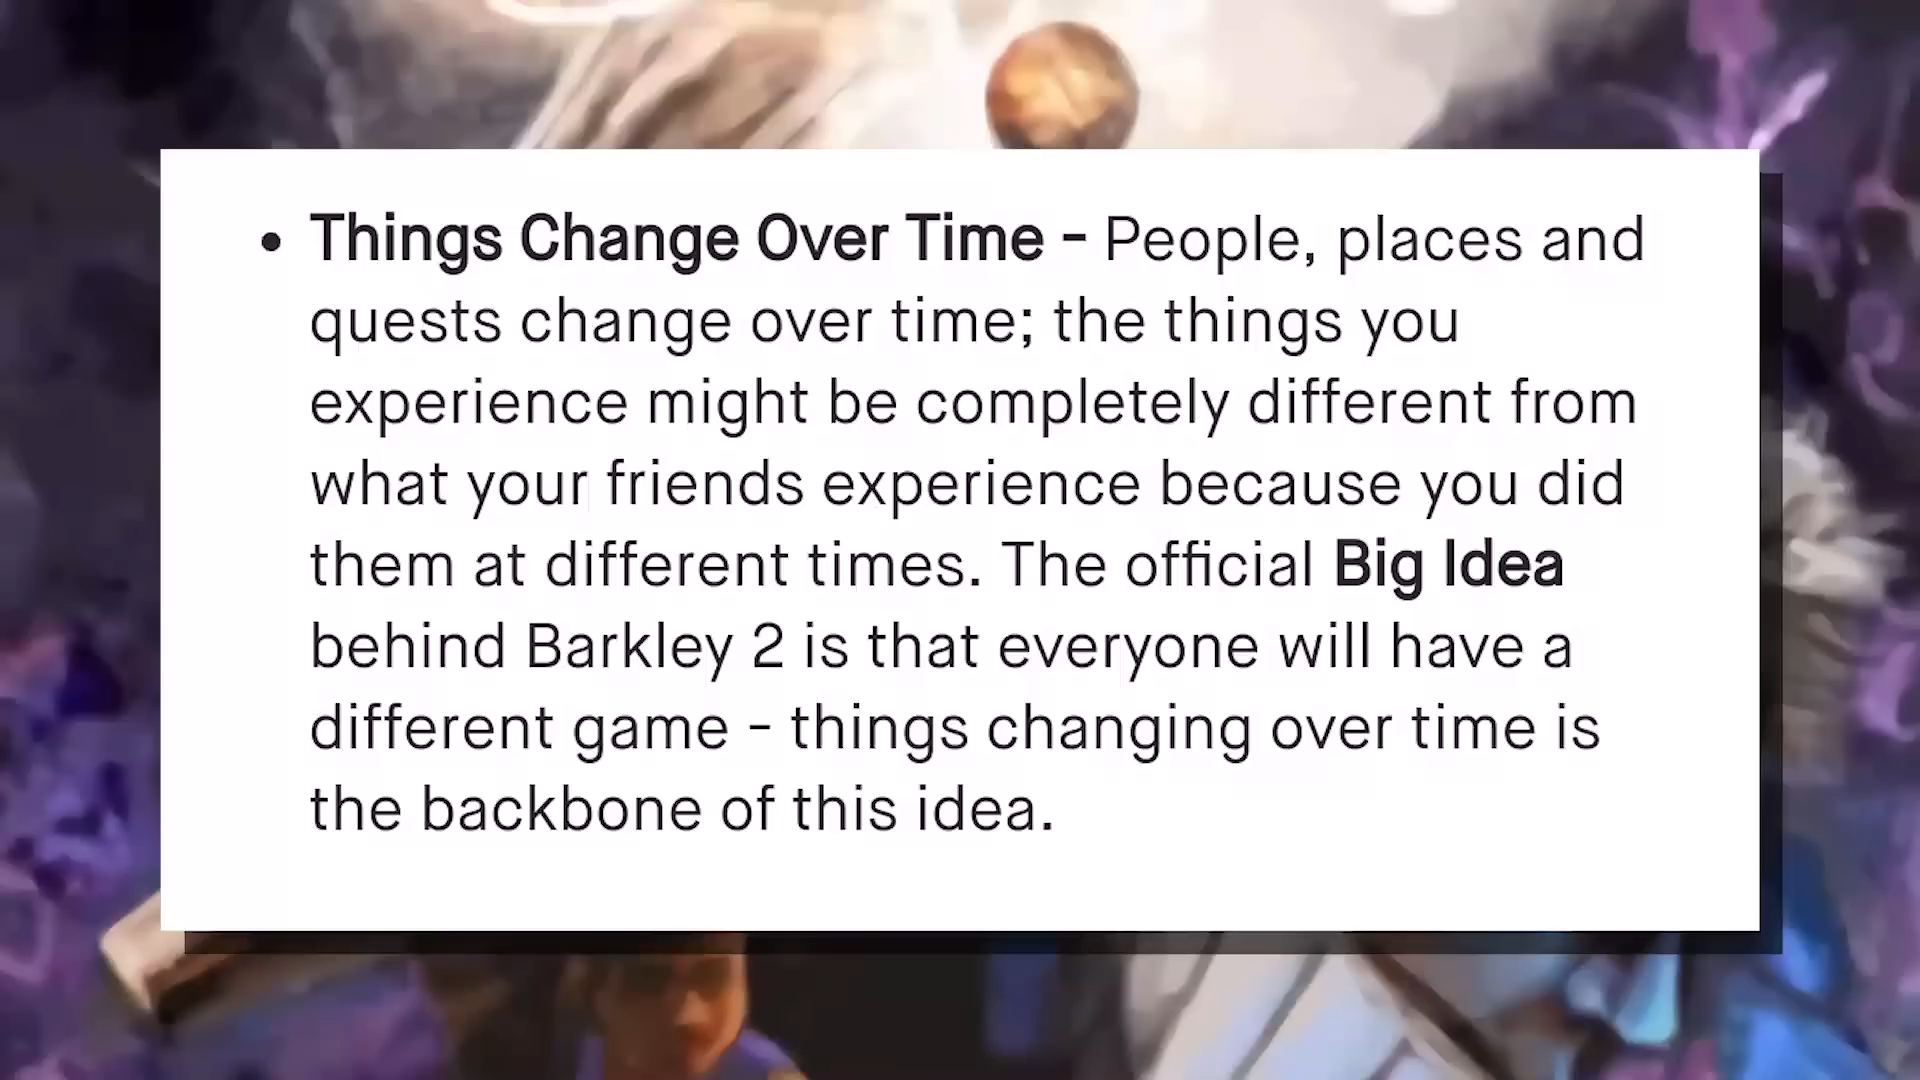 • Things Change Over Time - People, places and
quests change over time; the things you
experience might be completely different from
what your friends experience because you did
them at different times. The official Big Idea
behind Barkley 2 is that everyone will have a
different game - things changing over time is
the backbone of this idea.